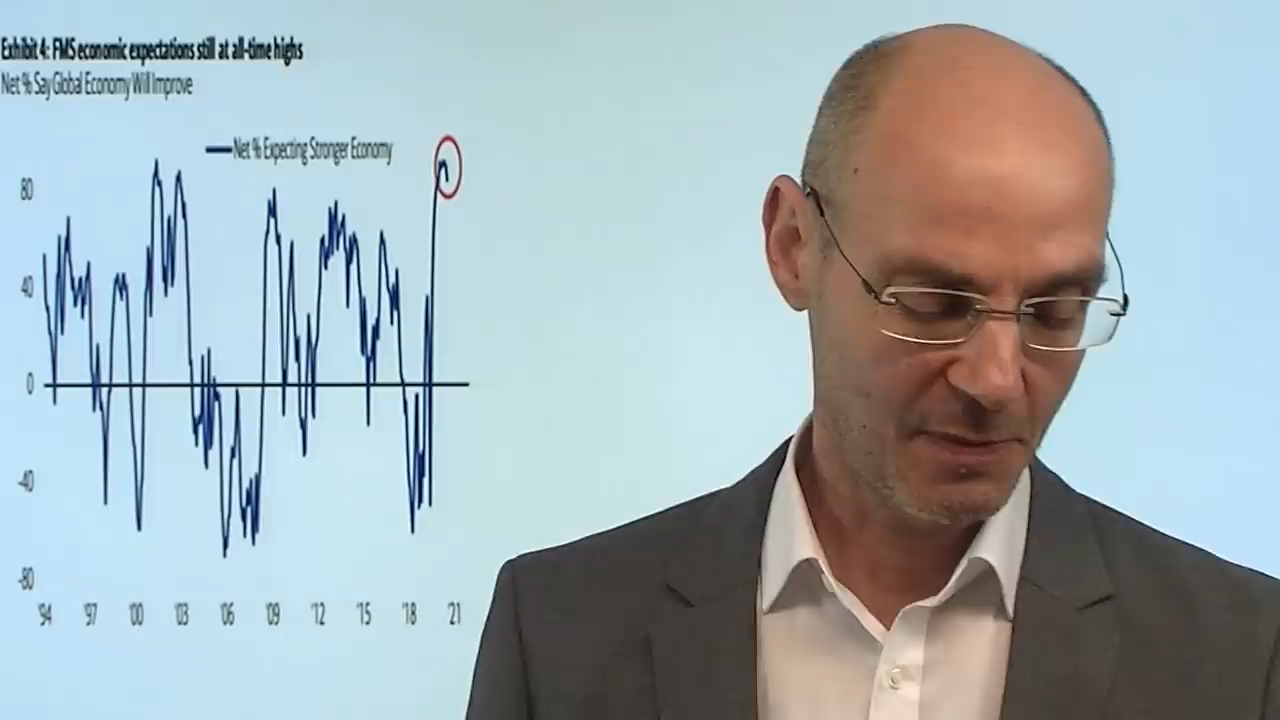 Exhibit 4: FMS economic expectations still at all-time highs
Net % Say Global Economy Will Improve
Net % Expecting Stronger Economy
80
40
0
-40
-80
'94 '97 '00 '03 '06 '09 '12 '15 '18 '21